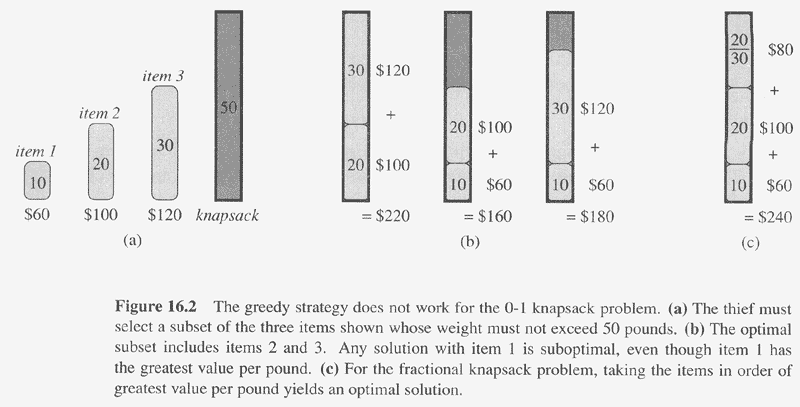 item 1
item 2
item 3
10
20
30
50
$60
$100
$120
knapsack
(a)
30 $120
+
20 $100
= $220
20 $100
+
10 $60
= $160
30 $120
+
10 $60
= $180
(b)
20
30
$80
+
20 $100
+
10 $60
= $240
(c)
Figure 16.2 The greedy strategy does not work for the 0-1 knapsack problem. (a) The thief must
select a subset of the three items shown whose weight must not exceed 50 pounds. (b) The optimal
subset includes items 2 and 3. Any solution with item 1 is suboptimal, even though item 1 has
the greatest value per pound. (c) For the fractional knapsack problem, taking the items in order of
greatest value per pound yields an optimal solution.